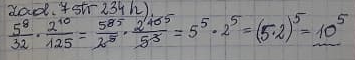 Zad. 7 str 234 h)
5⁸/32 · 2¹⁰/125 = 5⁸⁵/2⁵ · 2¹⁰⁵/5³ = 5⁵ · 2⁵ = (5·2)⁵ = 10⁵